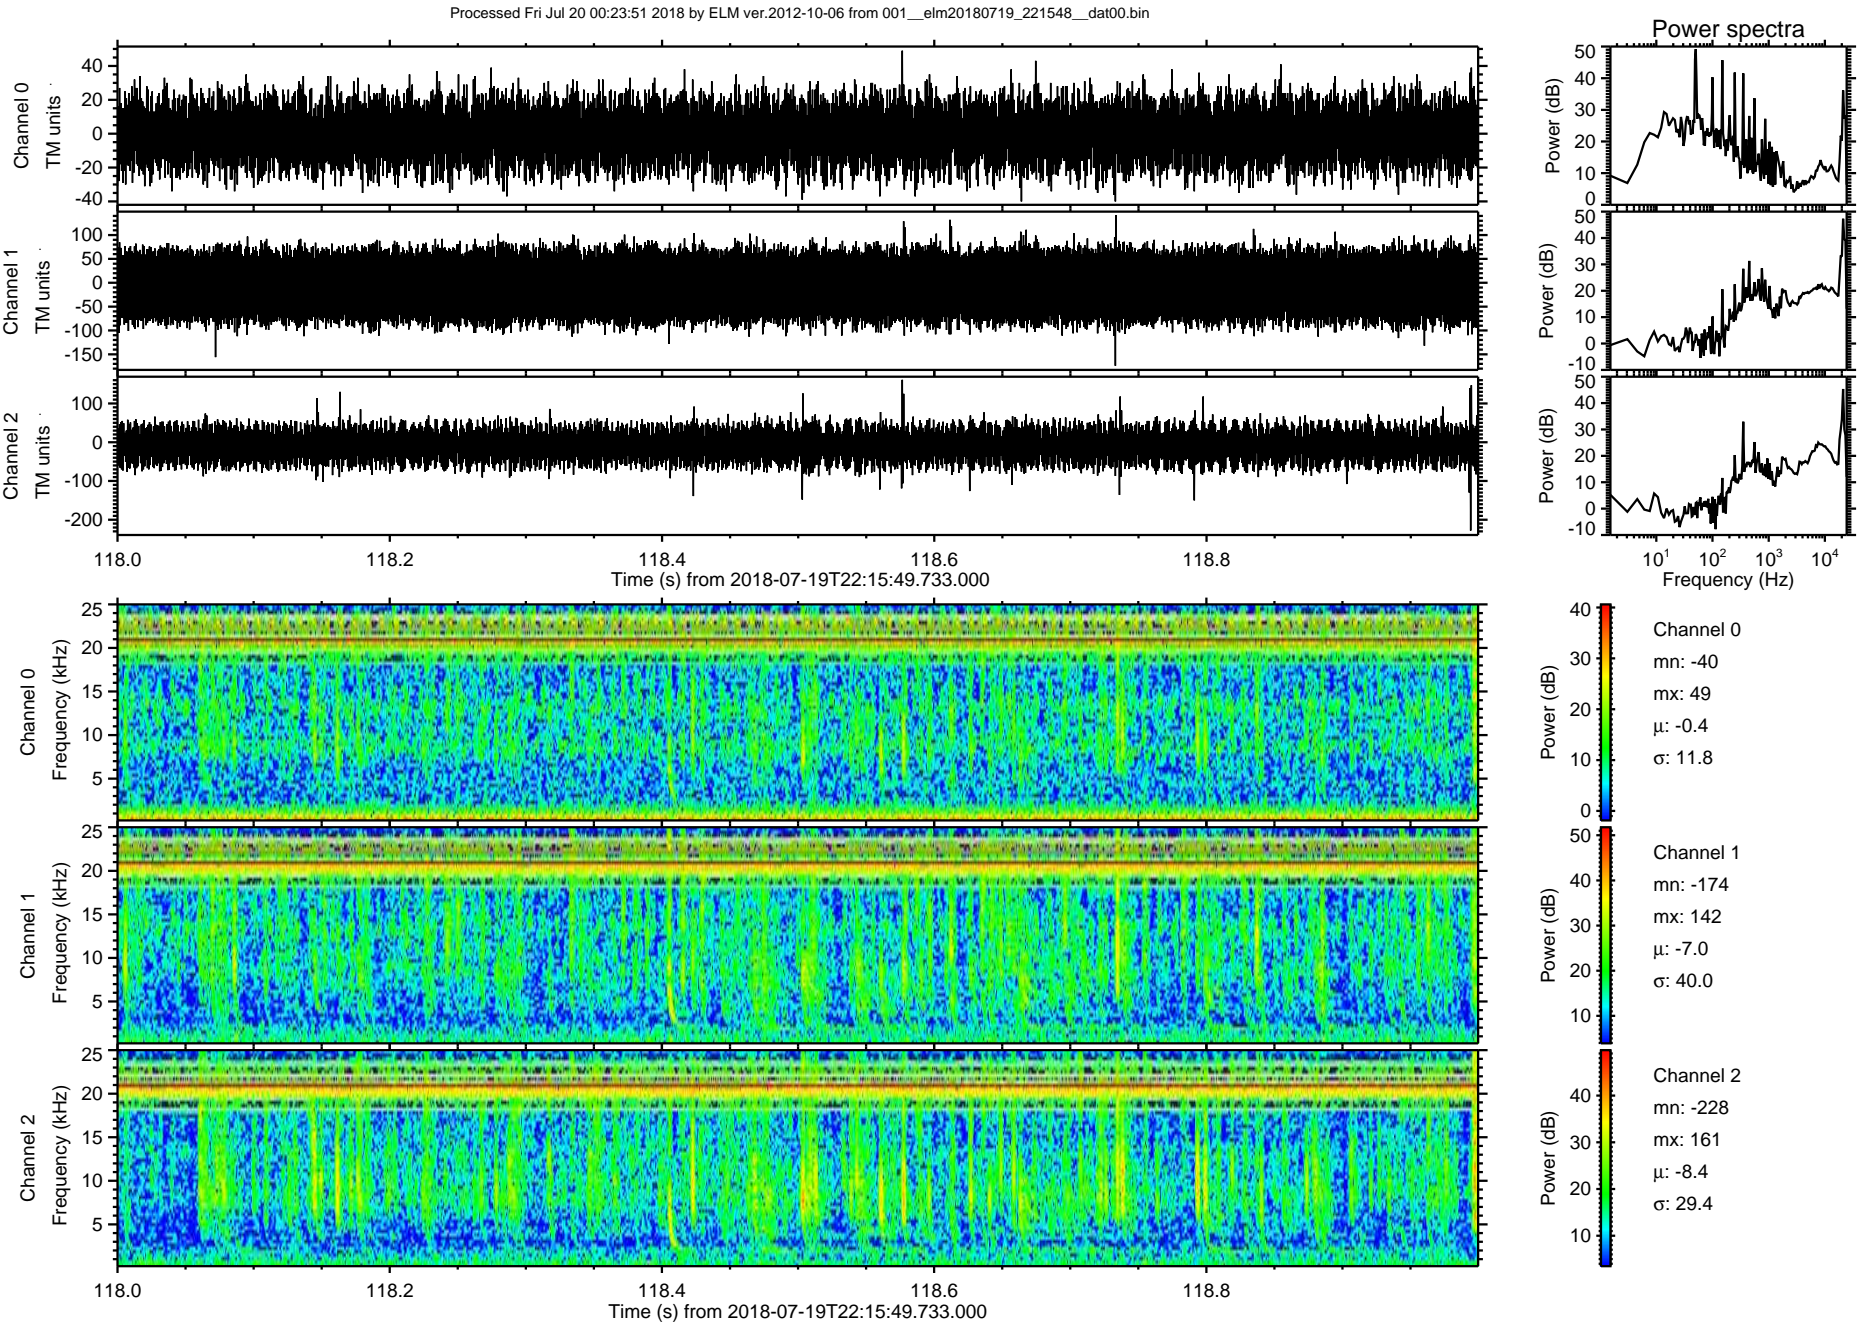 Processed Fri Jul 20 00:23:51 2018 by ELM ver.2012-10-06 from 001__elm20180719_221548__dat00.bin
Power spectra
Channel 0
TM units
40
20
0
-20
-40
Power (dB)
50
40
30
20
10
0
Channel 1
TM units
100
50
0
-50
-100
-150
Power (dB)
50
40
30
20
10
0
-10
Channel 2
TM units
100
0
-100
-200
Power (dB)
50
40
30
20
10
0
-10
118.0 118.2 118.4 118.6 118.8
Time (s) from 2018-07-19T22:15:49.733.000
10^1 10^2 10^3 10^4
Frequency (Hz)
Channel 0
Frequency (kHz)
25
20
15
10
5
Power (dB)
40
30
20
10
0
Channel 0
mn: -40
mx: 49
μ: -0.4
σ: 11.8
Channel 1
Frequency (kHz)
25
20
15
10
5
Power (dB)
50
40
30
20
10
Channel 1
mn: -174
mx: 142
μ: -7.0
σ: 40.0
Channel 2
Frequency (kHz)
25
20
15
10
5
Power (dB)
40
30
20
10
Channel 2
mn: -228
mx: 161
μ: -8.4
σ: 29.4
118.0 118.2 118.4 118.6 118.8
Time (s) from 2018-07-19T22:15:49.733.000